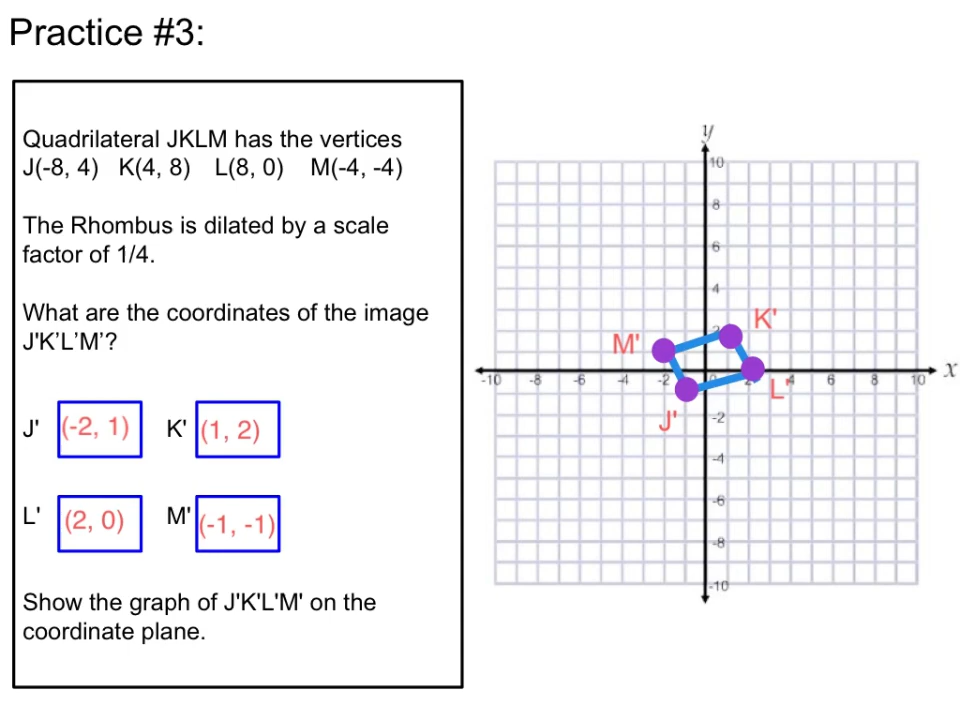 Practice #3:
Quadrilateral JKLM has the vertices
J(-8, 4) K(4, 8) L(8, 0) M(-4, -4)
The Rhombus is dilated by a scale
factor of 1/4.
What are the coordinates of the image
J'K'L'M'?
J' (-2, 1) K' (1, 2)
L' (2, 0) M' (-1, -1)
Show the graph of J'K'L'M' on the
coordinate plane.
y
10
8
6
4
2
K'
M'
-10 -8 -6 -4 -2 0 2 4 6 8 10 x
L'
J'
-2
-4
-6
-8
-10